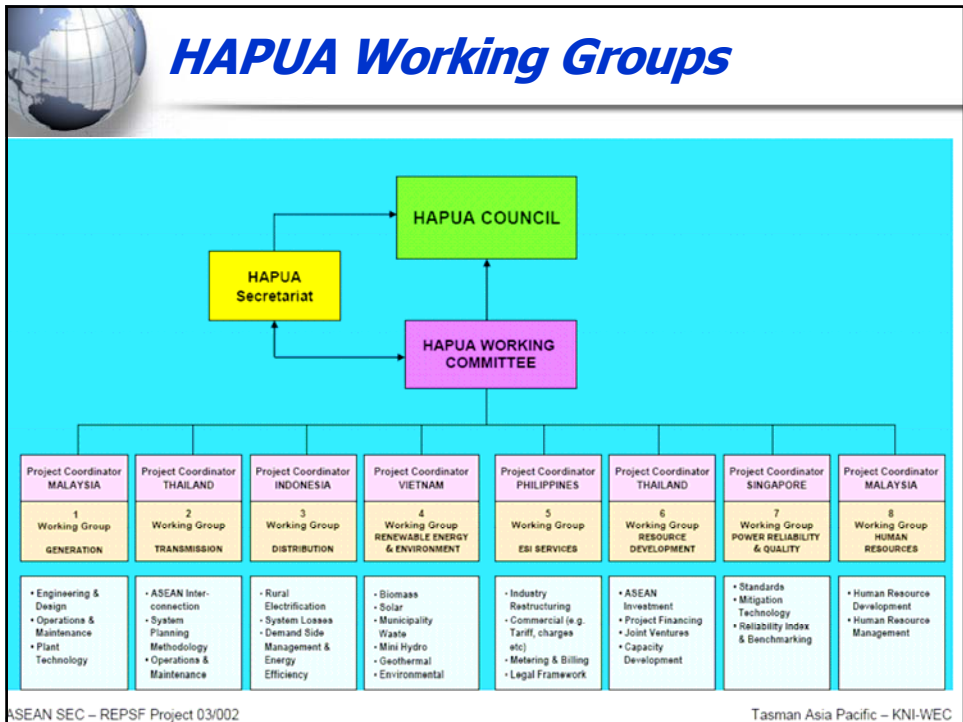 HAPUA Working Groups
HAPUA COUNCIL
HAPUA
Secretariat
HAPUA WORKING
COMMITTEE
Project Coordinator
MALAYSIA
1
Working Group
GENERATION
• Engineering &
Design
• Operations &
Maintenance
• Plant
Technology
Project Coordinator
THAILAND
2
Working Group
TRANSMISSION
• ASEAN Inter-
connection
• System
Planning
Methodology
• Operations &
Maintenance
Project Coordinator
INDONESIA
3
Working Group
DISTRIBUTION
• Rural
Electrification
• System Losses
• Demand Side
Management &
Energy
Efficiency
Project Coordinator
VIETNAM
4
Working Group
RENEWABLE ENERGY
& ENVIRONMENT
• Biomass
• Solar
• Municipality
Waste
• Mini Hydro
• Geothermal
• Environmental
Project Coordinator
PHILIPPINES
5
Working Group
ESI SERVICES
• Industry
Restructuring
• Commercial (e.g.
Tariff, charges
etc)
• Metering & Billing
• Legal Framework
Project Coordinator
THAILAND
6
Working Group
RESOURCE
DEVELOPMENT
• ASEAN
Investment
• Project Financing
• Joint Ventures
• Capacity
Development
Project Coordinator
SINGAPORE
7
Working Group
POWER RELIABILITY
& QUALITY
• Standards
• Mitigation
Technology
• Reliability Index
& Benchmarking
Project Coordinator
MALAYSIA
8
Working Group
HUMAN
RESOURCES
• Human Resource
Development
• Human Resource
Management
ASEAN SEC – REPSF Project 03/002
Tasman Asia Pacific – KNI-WEC